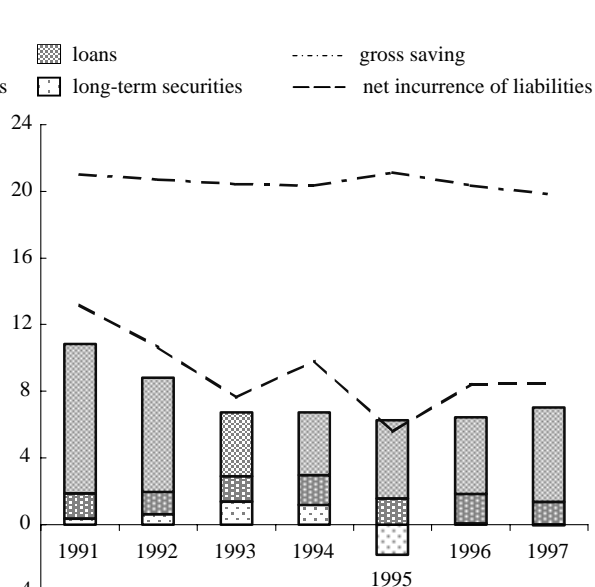 loans gross saving
s long-term securities net incurrence of liabilities
24
20
16
12
8
4
0
1991 1992 1993 1994 1995 1996 1997